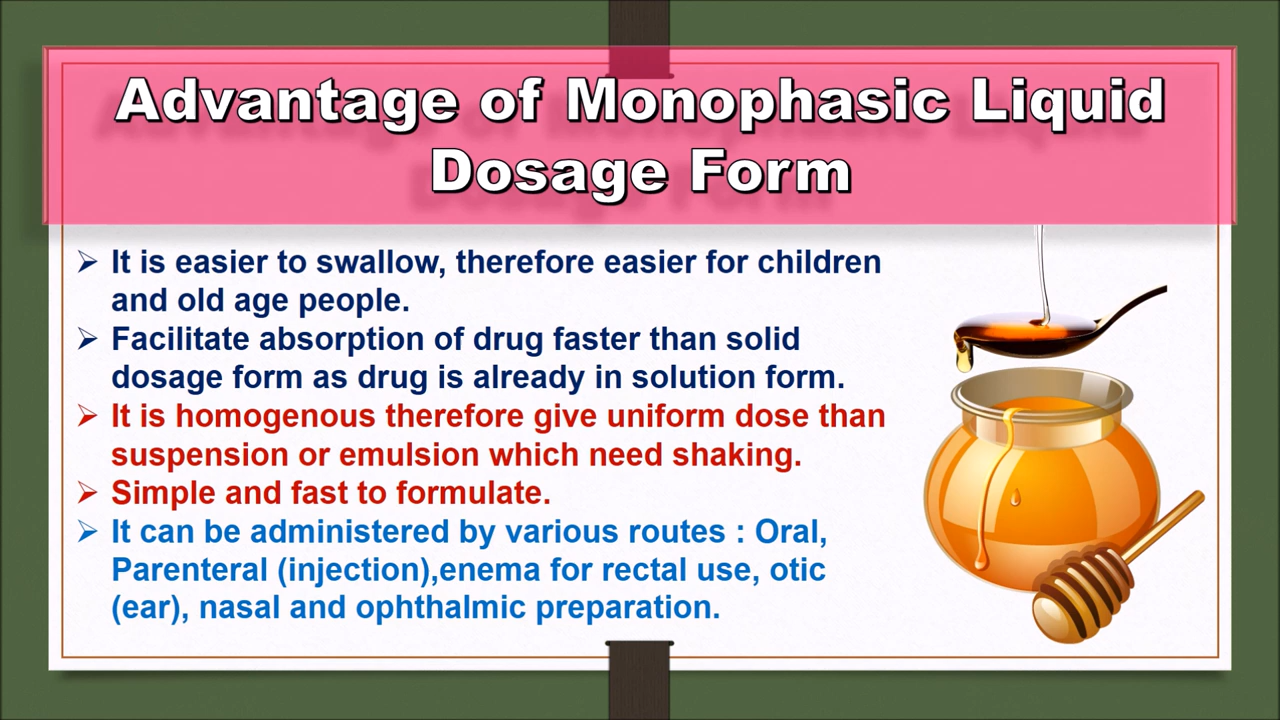 Advantage of Monophasic Liquid
Dosage Form
➢ It is easier to swallow, therefore easier for children
and old age people.
➢ Facilitate absorption of drug faster than solid
dosage form as drug is already in solution form.
➢ It is homogenous therefore give uniform dose than
suspension or emulsion which need shaking.
➢ Simple and fast to formulate.
➢ It can be administered by various routes : Oral,
Parenteral (injection),enema for rectal use, otic
(ear), nasal and ophthalmic preparation.